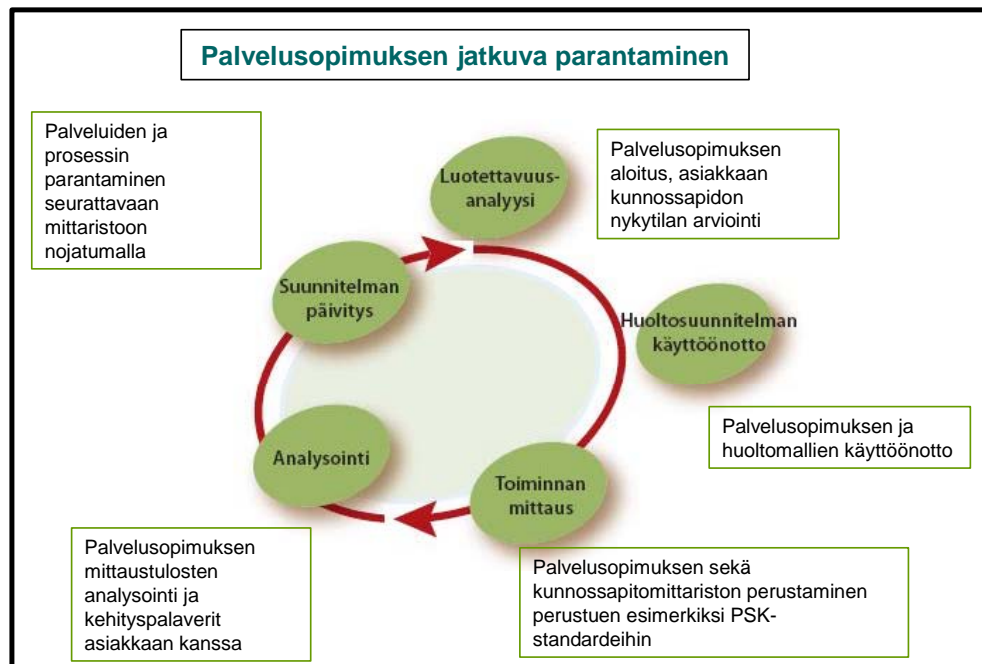 Palvelusopimuksen jatkuva parantaminen
Palveluiden ja
prosessin
parantaminen
seurattavaan
mittaristoon
nojatumalla
Luotettavuus-
analyysi
Palvelusopimuksen
aloitus, asiakkaan
kunnossapidon
nykytilan arviointi
Suunnitelman
päivitys
Huoltosuunnitelman
käyttöönotto
Palvelusopimuksen ja
huoltomallien käyttöönotto
Analysointi
Toiminnan
mittaus
Palvelusopimuksen
mittaustulosten
analysointi ja
kehityspalaverit
asiakkaan kanssa
Palvelusopimuksen sekä
kunnossapitomittariston perustaminen
perustuen esimerkiksi PSK-
standardeihin